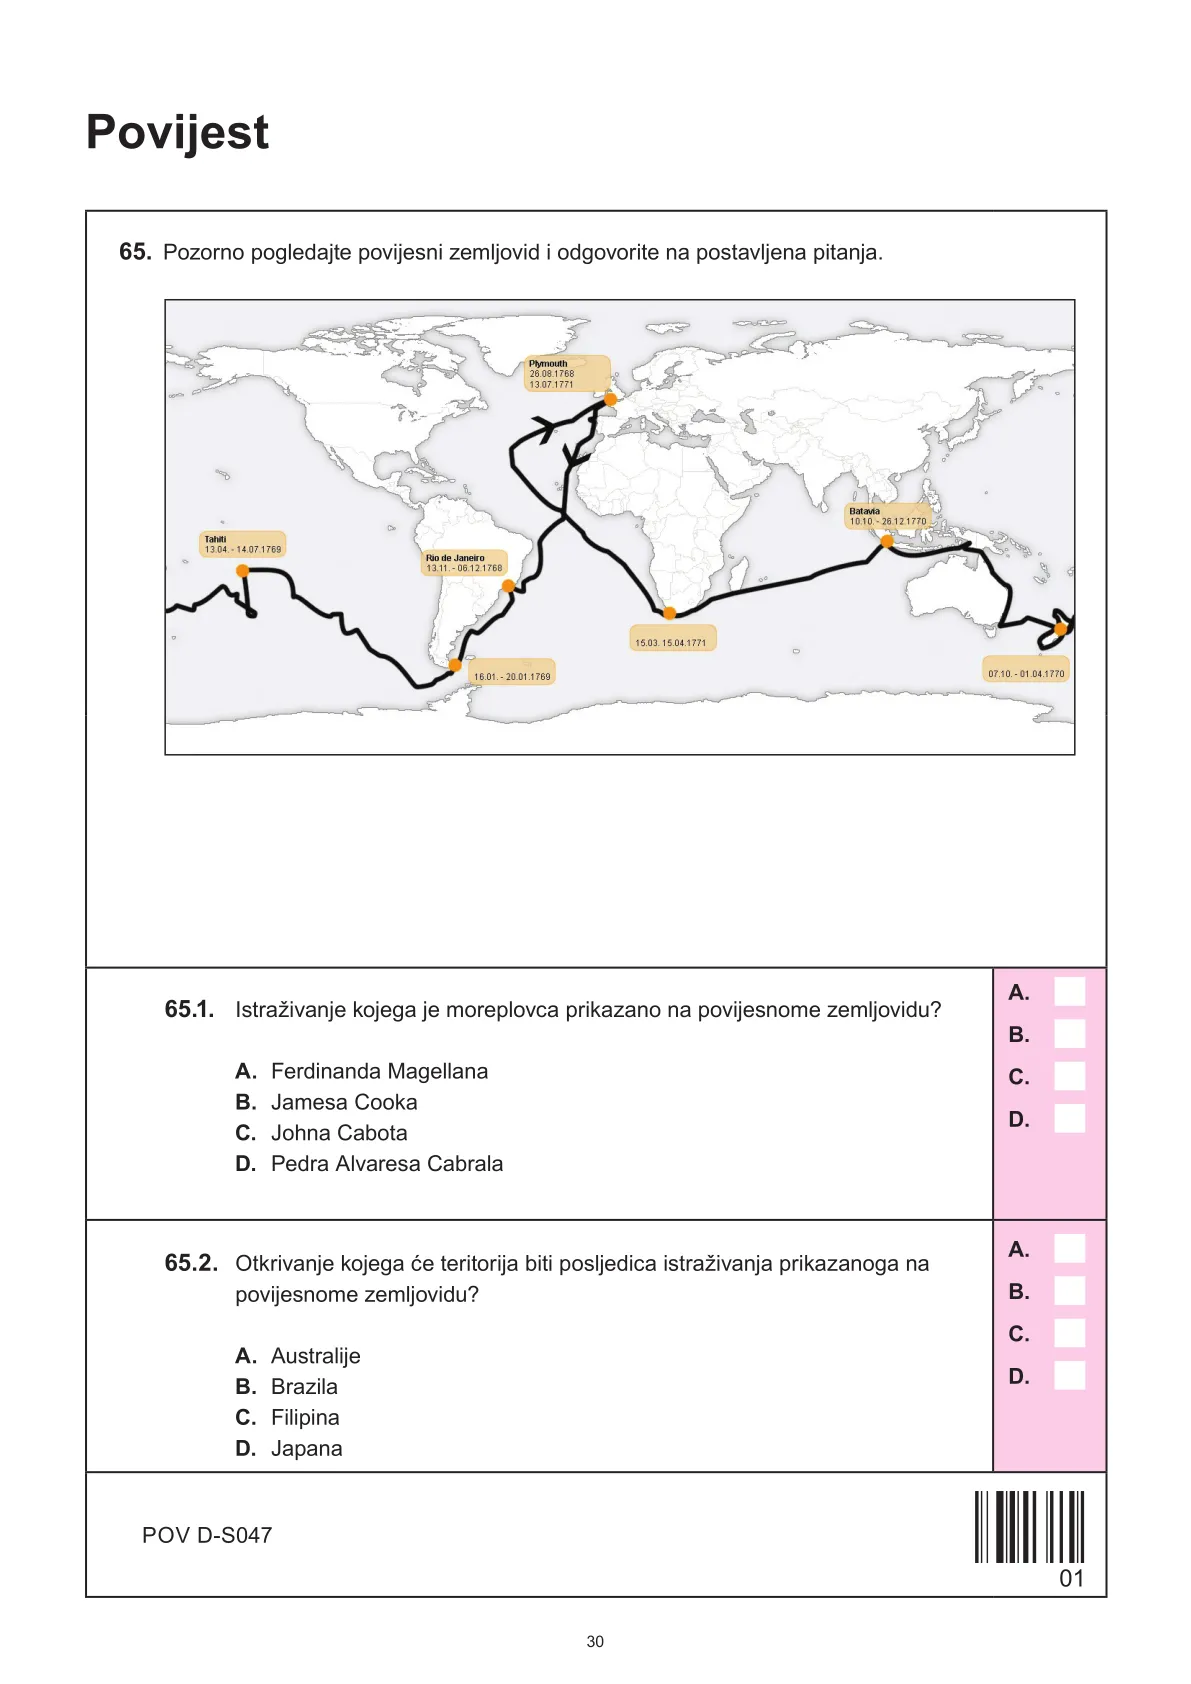 Povijest
65. Pozorno pogledajte povijesni zemljovid i odgovorite na postavljena pitanja.
Plymouth
26.08.1768
13.07.1771
Batavia
10.10. - 26.12.1770
Tahiti
13.04. - 14.07.1769
Rio de Janeiro
13.11. - 06.12.1768
15.03. 15.04.1771
16.01. - 20.01.1769
07.10. - 01.04.1770
65.1. Istraživanje kojega je moreplovca prikazano na povijesnome zemljovidu?
A. Ferdinanda Magellana
B. Jamesa Cooka
C. Johna Cabota
D. Pedra Alvaresa Cabrala
A.
B.
C.
D.
65.2. Otkrivanje kojega će teritorija biti posljedica istraživanja prikazanoga na
povijesnome zemljovidu?
A. Australije
B. Brazila
C. Filipina
D. Japana
A.
B.
C.
D.
POV D-S047
01
30